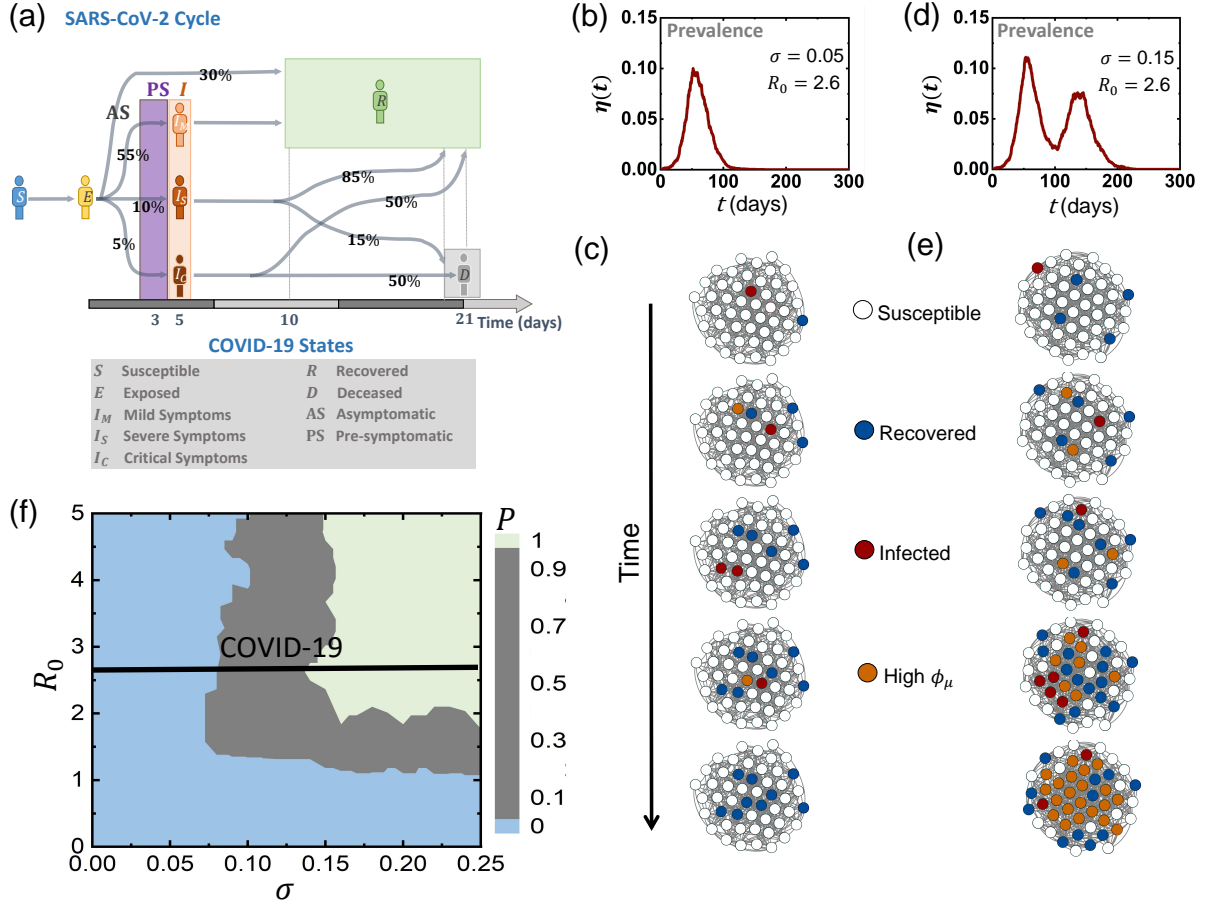 (a) SARS-CoV-2 Cycle
30%
PS I
AS
R
I_M
55%
85%
S
E
10%
I_S
50%
5%
15%
I_C
50%
D
3 5 10 21 Time (days)
COVID-19 States
S Susceptible R Recovered
E Exposed D Deceased
I_M Mild Symptoms AS Asymptomatic
I_S Severe Symptoms PS Pre-symptomatic
I_C Critical Symptoms
(b)
Prevalence
σ = 0.05
R_0 = 2.6
η(t)
0.15
0.10
0.05
0.00
0 100 200 300
t (days)
(d)
Prevalence
σ = 0.15
R_0 = 2.6
η(t)
0.15
0.10
0.05
0.00
0 100 200 300
t (days)
(c)
(e)
Time
Susceptible
Recovered
Infected
High ϕ_μ
(f)
R_0
5
4
3
2
1
0
COVID-19
0.00 0.05 0.10 0.15 0.20 0.25
σ
P
1
0.9
0.7
0.5
0.3
0.1
0